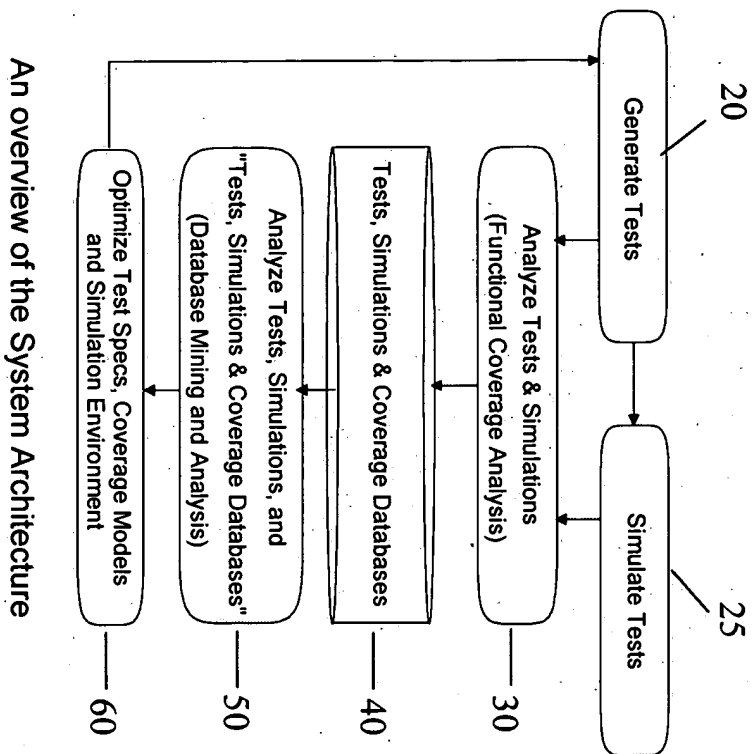 20
25
Generate Tests
Simulate Tests
Analyze Tests & Simulations
(Functional Coverage Analysis)
30
Tests, Simulations & Coverage Databases
40
Analyze Tests, Simulations, and
"Tests, Simulations & Coverage Databases"
(Database Mining and Analysis)
50
Optimize Test Specs, Coverage Models
and Simulation Environment
60
An overview of the System Architecture